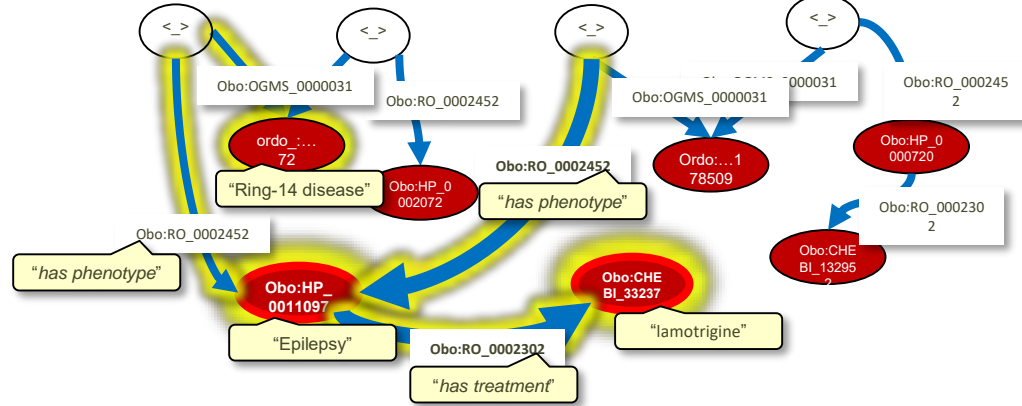 <_>
<_>
<_>
<_>
Obo:OGMS_0000031
Obo:RO_0002452
Obo:OGMS_0000031
Obo:OGMS_0000031
Obo:RO_000245
2
ordo_:...
72
"Ring-14 disease"
Obo:HP_0
002072
Obo:RO_0002452
"has phenotype"
Ordo:...1
78509
Obo:HP_0
000720
Obo:RO_000230
2
Obo:RO_0002452
"has phenotype"
Obo:CHE
BI_13295
2
Obo:HP_
0011097
"Epilepsy"
Obo:CHE
BI_33237
"lamotrigine"
Obo:RO_0002302
"has treatment"